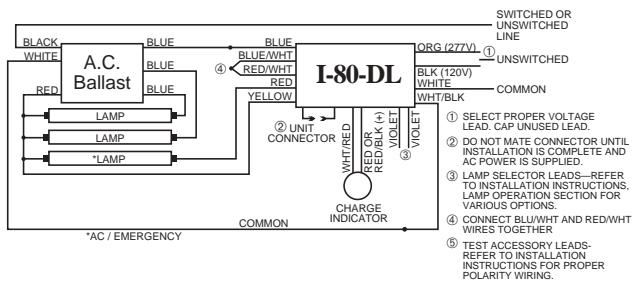 SWITCHED OR
UNSWITCHED
LINE
BLACK
BLUE
BLUE
ORG (277V)
①
WHITE
A.C.
Ballast
BLUE/WHT
④
RED/WHT
I-80-DL
UNSWITCHED
BLUE
BLK (120V)
RED
BLUE
RED
WHITE
COMMON
YELLOW
WHT/BLK
LAMP
LAMP
*LAMP
② UNIT
CONNECTOR
WHT/RED
RED OR
RED/BLK (+)
VIOLET
VIOLET
③
CHARGE
INDICATOR
COMMON
*AC / EMERGENCY
① SELECT PROPER VOLTAGE
LEAD. CAP UNUSED LEAD.
② DO NOT MATE CONNECTOR UNTIL
INSTALLATION IS COMPLETE AND
AC POWER IS SUPPLIED.
③ LAMP SELECTOR LEADS—REFER
TO INSTALLATION INSTRUCTIONS,
LAMP OPERATION SECTION FOR
VARIOUS OPTIONS.
④ CONNECT BLU/WHT AND RED/WHT
WIRES TOGETHER
⑤ TEST ACCESSORY LEADS-
REFER TO INSTALLATION
INSTRUCTIONS FOR PROPER
POLARITY WIRING.